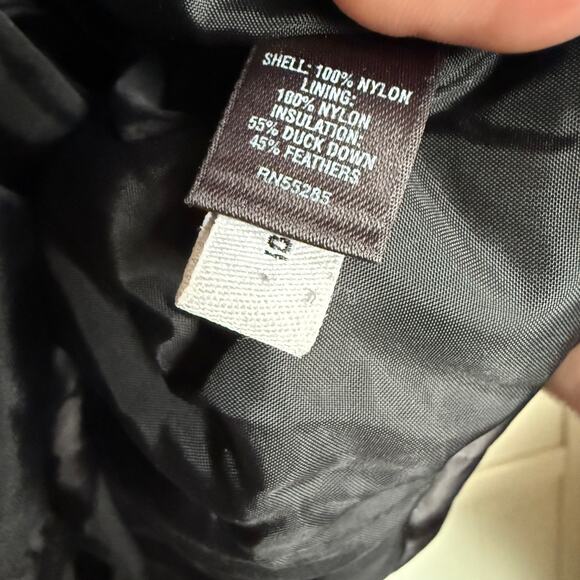 SHELL: 100% NYLON
LINING:
100% NYLON
INSULATION:
55% DUCK DOWN
45% FEATHERS
RN55285